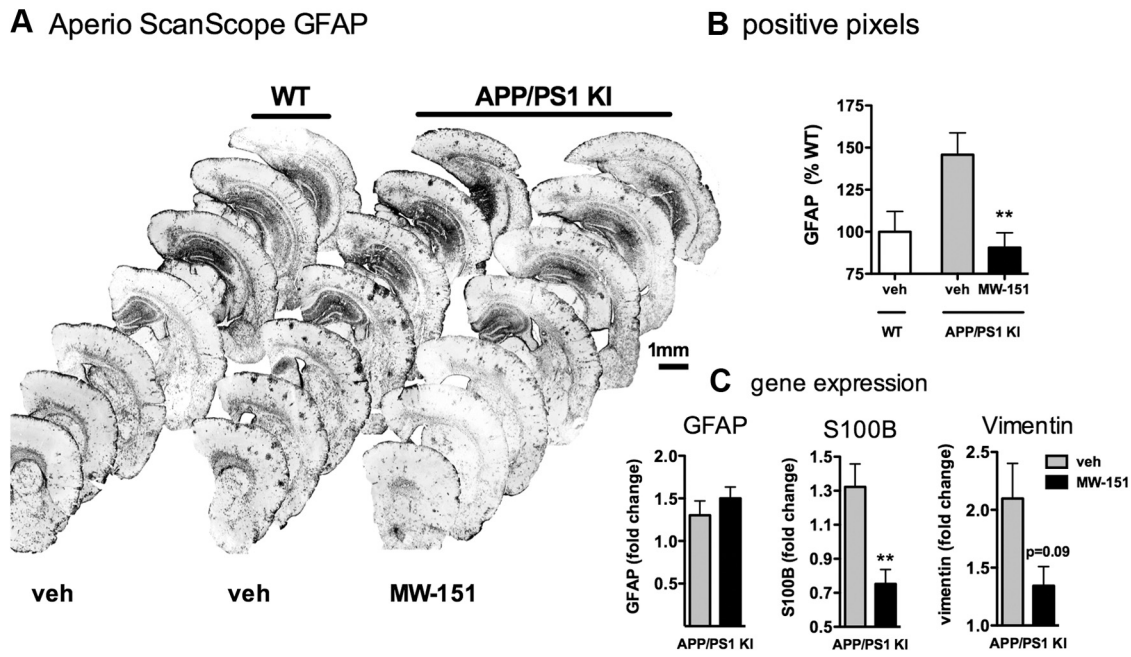 A Aperio ScanScope GFAP
WT
APP/PS1 KI
1mm
veh
veh
MW-151
B positive pixels
GFAP (% WT)
175
150
125
100
75
**
veh
veh
MW-151
WT
APP/PS1 KI
C gene expression
GFAP
GFAP (fold change)
2.0
1.5
1.0
0.5
APP/PS1 KI
S100B
S100B (fold change)
1.5
1.3
1.1
0.9
0.7
0.5
**
APP/PS1 KI
Vimentin
vimentin (fold change)
2.5
2.0
1.5
1.0
p=0.09
APP/PS1 KI
veh
MW-151